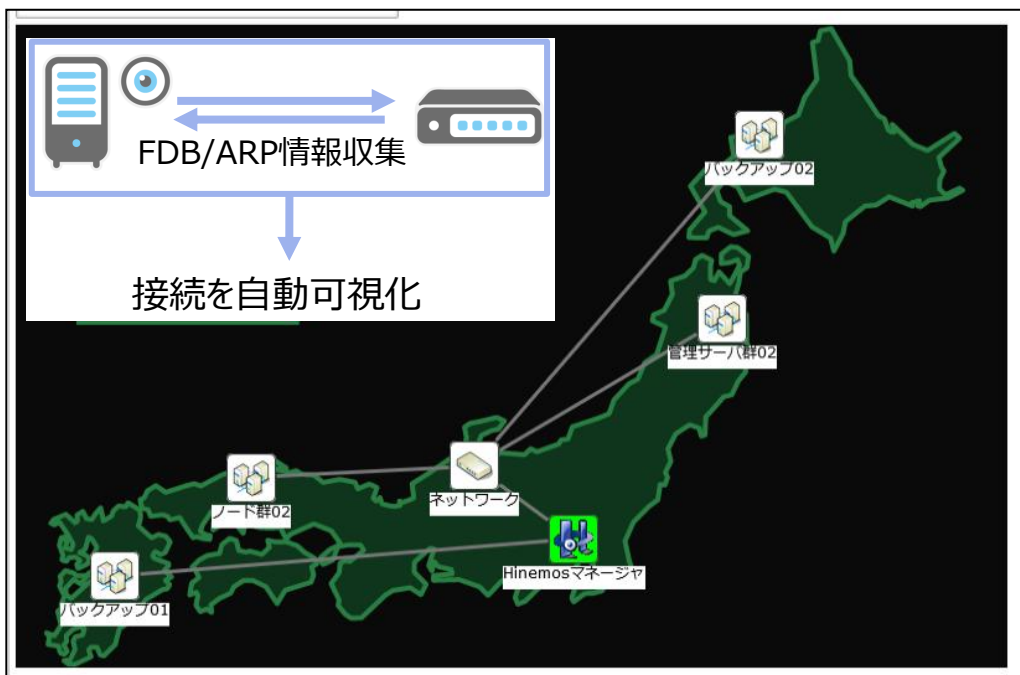 FDB/ARP情報収集
接続を自動可視化
バックアップ02
管理サーバ群02
ネットワーク
ノード群02
Hinemosマネージャ
バックアップ01